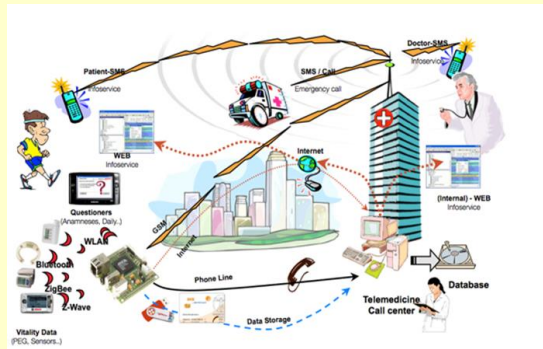 Patient-SMS
Infoservice
SMS / Call
Emergency call
Doctor-SMS
Infoservice
WEB
Infoservice
Internet
(Internal) - WEB
Infoservice
Questioners
(Anamneses, Daily..)
WLAN
Bluetooth
ZigBee
Z-Wave
GSM
Internet
Phone Line
Data Storage
Database
Telemedicine
Call center
Vitality Data
(PEG, Sensors..)